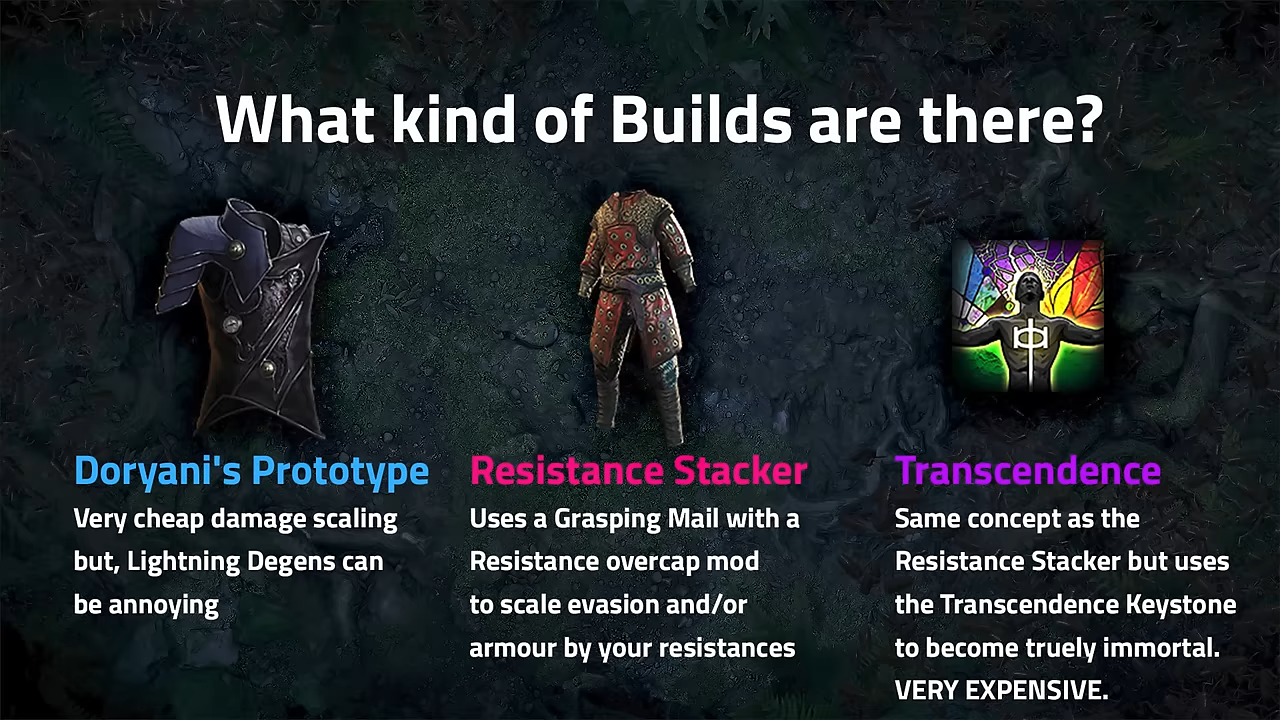 What kind of Builds are there?
Doryani's Prototype
Very cheap damage scaling
but, Lightning Degens can
be annoying
Resistance Stacker
Uses a Grasping Mail with a
Resistance overcap mod
to scale evasion and/or
armour by your resistances
Transcendence
Same concept as the
Resistance Stacker but uses
the Transcendence Keystone
to become truely immortal.
VERY EXPENSIVE.